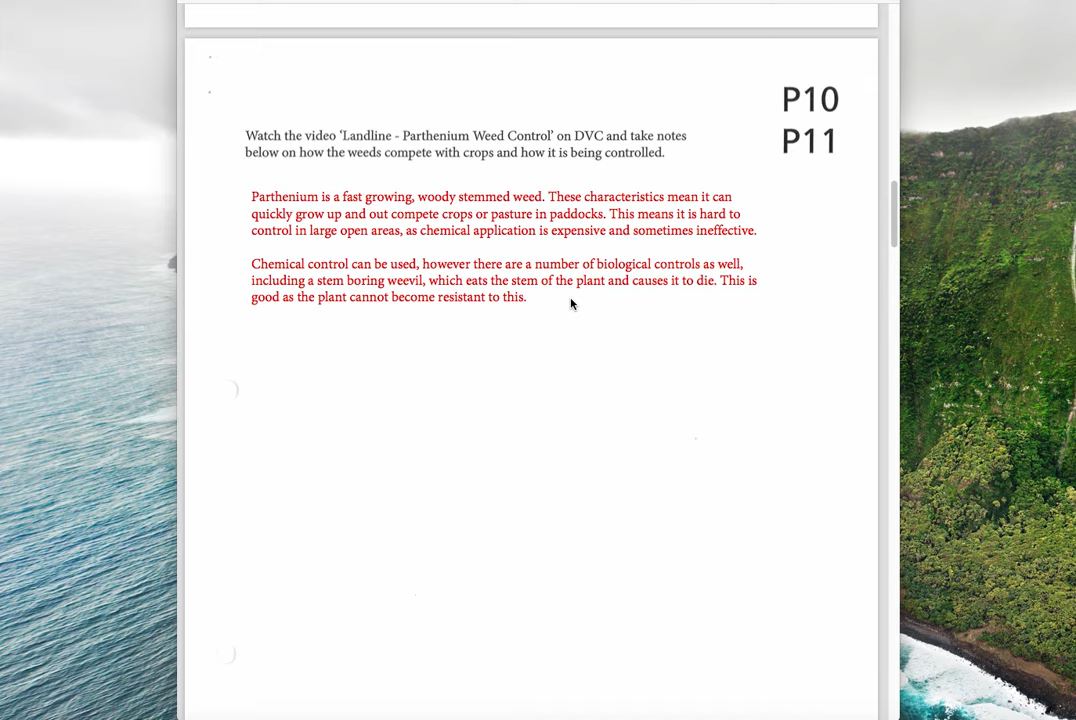 P10
P11
Watch the video ‘Landline - Parthenium Weed Control’ on DVC and take notes
below on how the weeds compete with crops and how it is being controlled.
Parthenium is a fast growing, woody stemmed weed. These characteristics mean it can
quickly grow up and out compete crops or pasture in paddocks. This means it is hard to
control in large open areas, as chemical application is expensive and sometimes ineffective.
Chemical control can be used, however there are a number of biological controls as well,
including a stem boring weevil, which eats the stem of the plant and causes it to die. This is
good as the plant cannot become resistant to this.